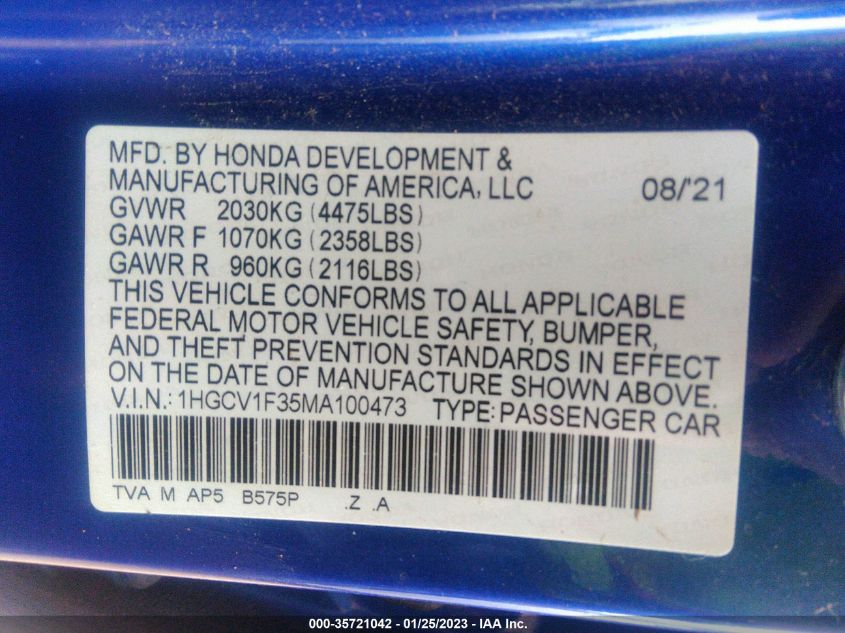 MFD. BY HONDA DEVELOPMENT &
MANUFACTURING OF AMERICA, LLC 08/'21
GVWR 2030KG (4475LBS)
GAWR F 1070KG (2358LBS)
GAWR R 960KG (2116LBS)
THIS VEHICLE CONFORMS TO ALL APPLICABLE
FEDERAL MOTOR VEHICLE SAFETY, BUMPER,
AND THEFT PREVENTION STANDARDS IN EFFECT
ON THE DATE OF MANUFACTURE SHOWN ABOVE.
V.I.N.: 1HGCV1F35MA100473 TYPE: PASSENGER CAR
TVA M AP5 B575P .Z .A
000-35721042 — 01/25/2023 — IAA Inc.